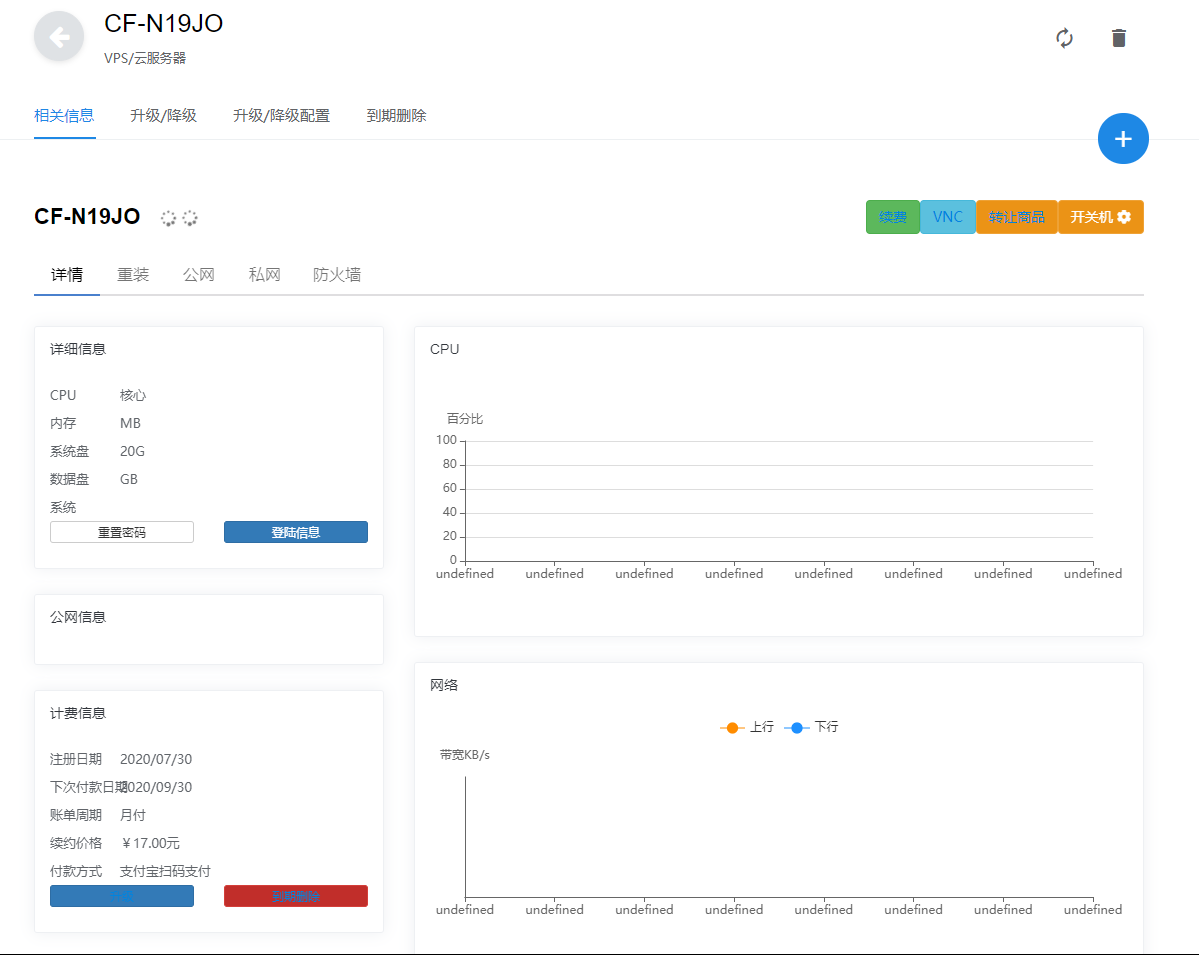 CF-N19JO
VPS/云服务器
相关信息 升级/降级 升级/降级配置 到期删除
CF-N19JO
续费 VNC 转让商品 开关机
详情 重装 公网 私网 防火墙
详细信息
CPU 核心
内存 MB
系统盘 20G
数据盘 GB
系统
重置密码 登陆信息
公网信息
计费信息
注册日期 2020/07/30
下次付款日期 2020/09/30
账单周期 月付
续约价格 ￥17.00元
付款方式 支付宝扫码支付
到期删除
CPU
百分比
100
80
60
40
20
0
undefined undefined undefined undefined undefined undefined undefined undefined
网络
上行 下行
带宽KB/s
undefined undefined undefined undefined undefined undefined undefined undefined